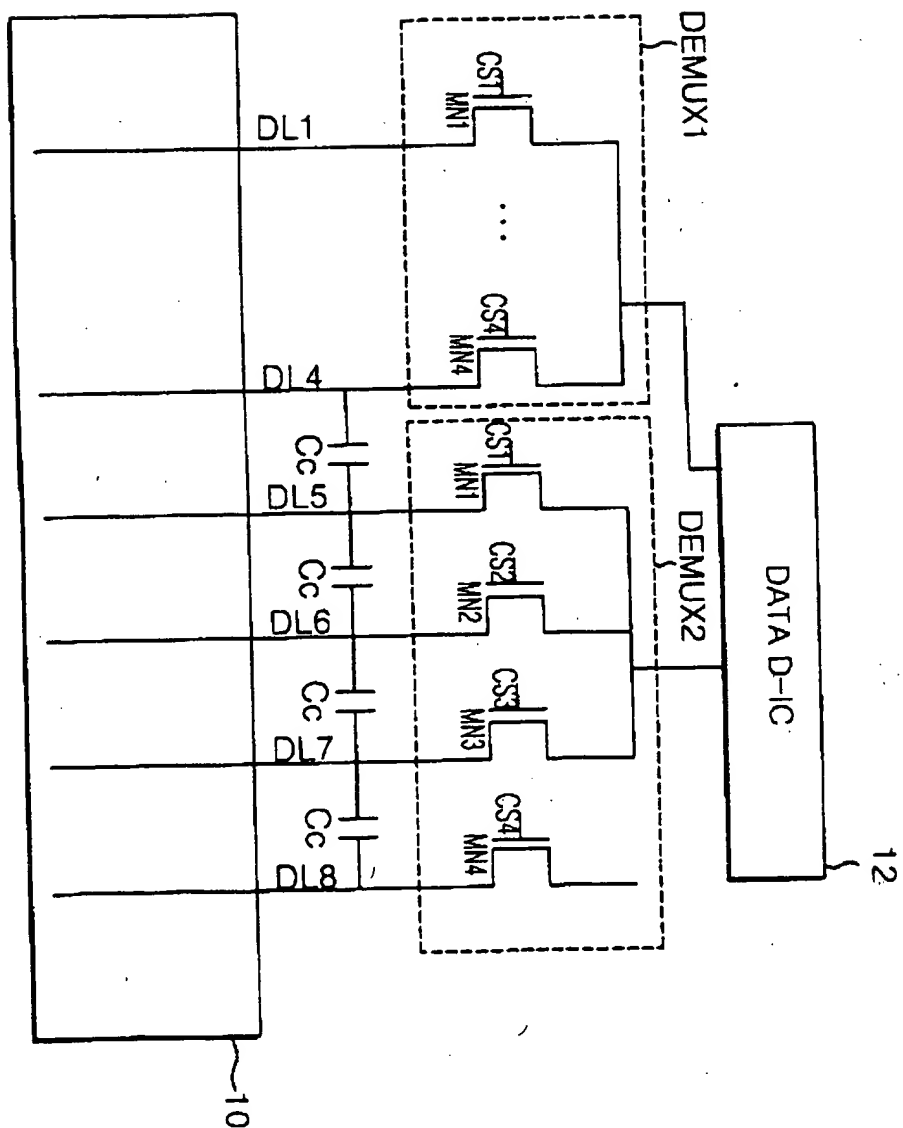 DEMUX1
DEMUX2
DATA D-IC
12
CS1
MN1
...
CS4
MN4
CS1
MN1
CS2
MN2
CS3
MN3
CS4
MN4
DL1
DL4
Cc
DL5
Cc
DL6
Cc
DL7
Cc
DL8
10